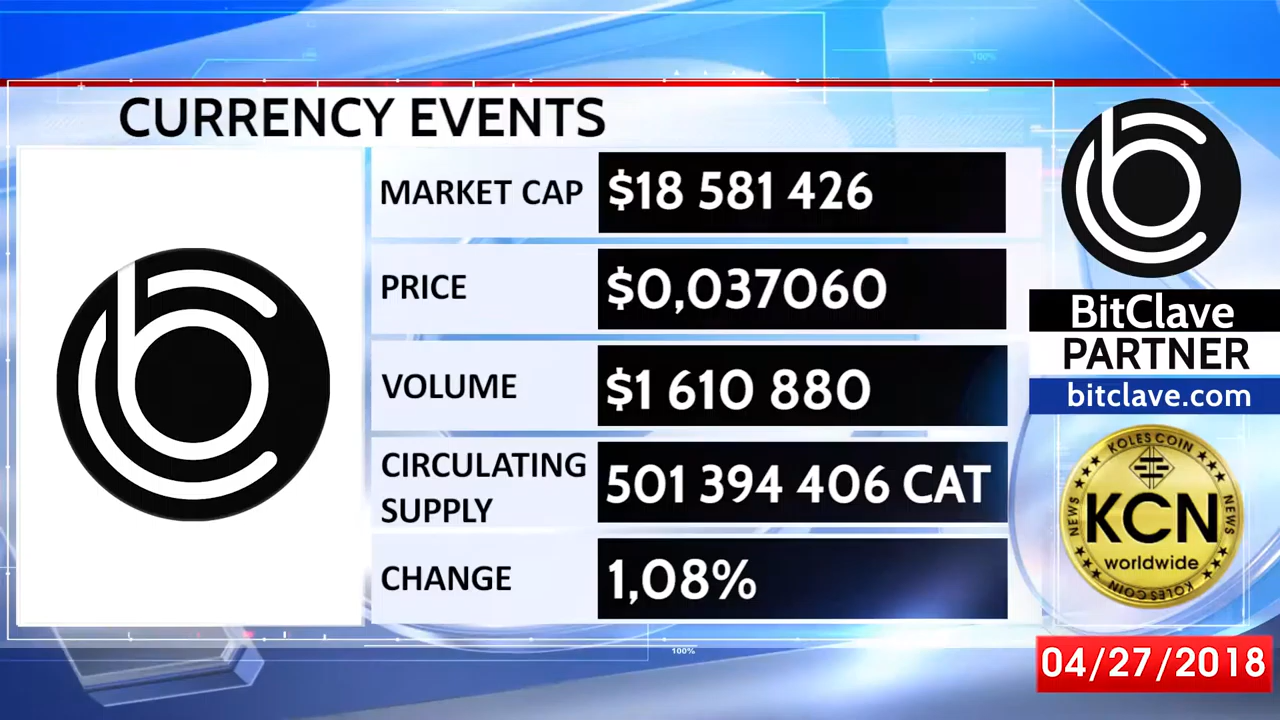 CURRENCY EVENTS
MARKET CAP
$18 581 426
PRICE
$0,037060
VOLUME
$1 610 880
CIRCULATING
SUPPLY
501 394 406 CAT
CHANGE
1,08%
BitClave
PARTNER
bitclave.com
KOLES COIN
NEWS
KCN
NEWS
worldwide
KOLES COIN
04/27/2018
100%
100%